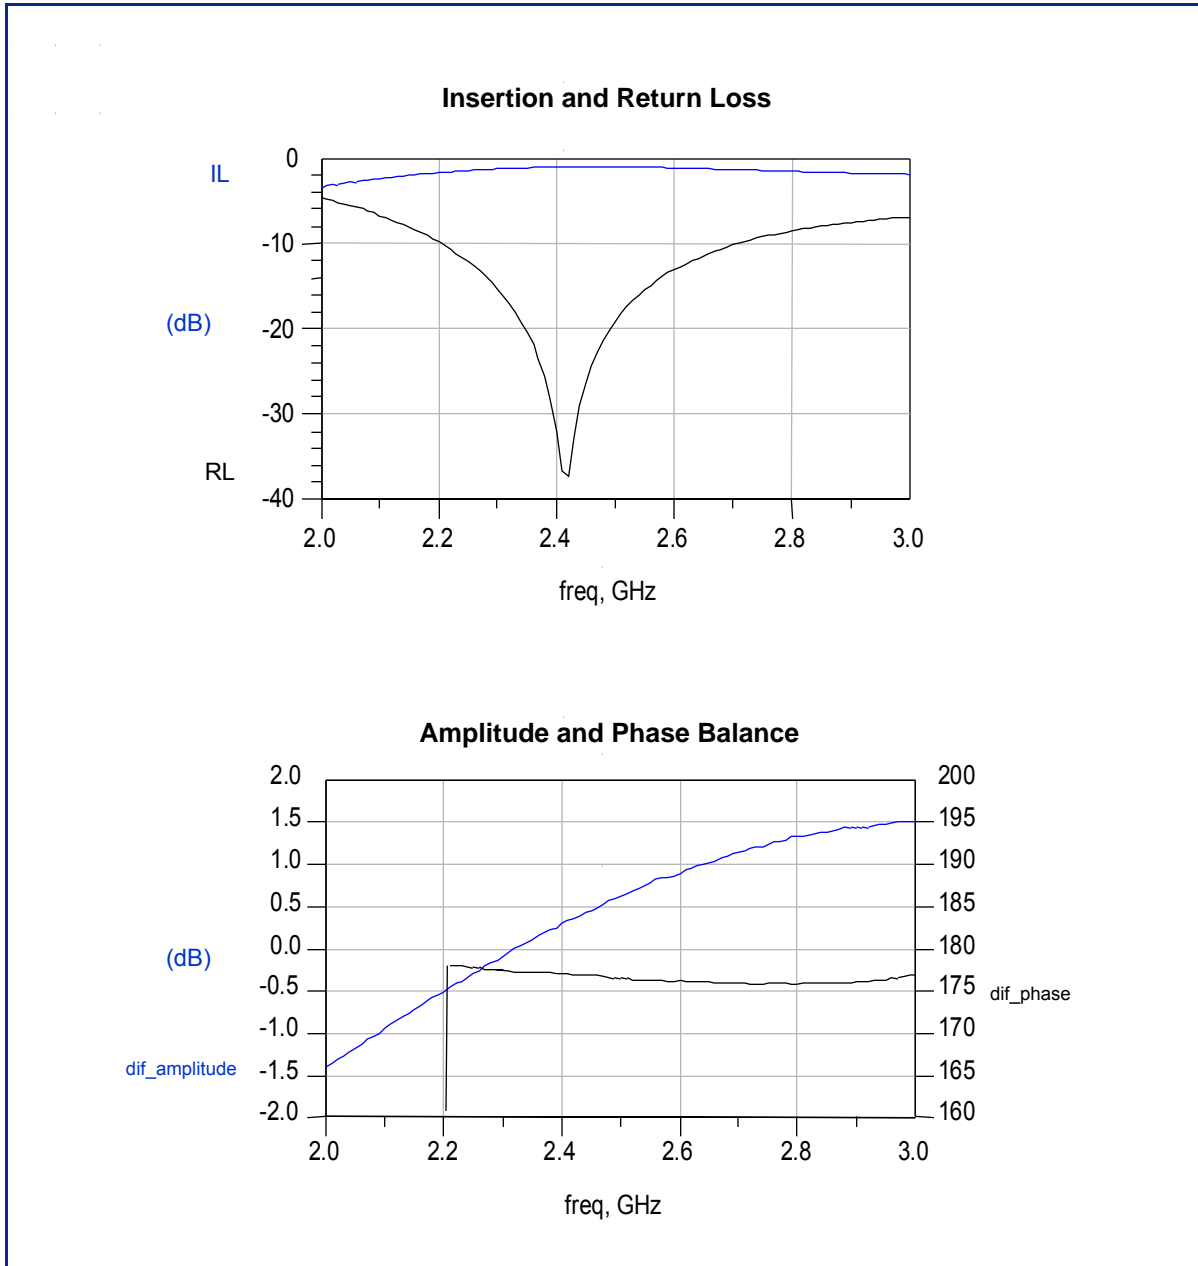 Insertion and Return Loss
IL
(dB)
RL
0
-10
-20
-30
-40
2.0 2.2 2.4 2.6 2.8 3.0
freq, GHz
Amplitude and Phase Balance
(dB)
dif_amplitude
2.0
1.5
1.0
0.5
0.0
-0.5
-1.0
-1.5
-2.0
200
195
190
185
180
175
170
165
160
dif_phase
2.0 2.2 2.4 2.6 2.8 3.0
freq, GHz